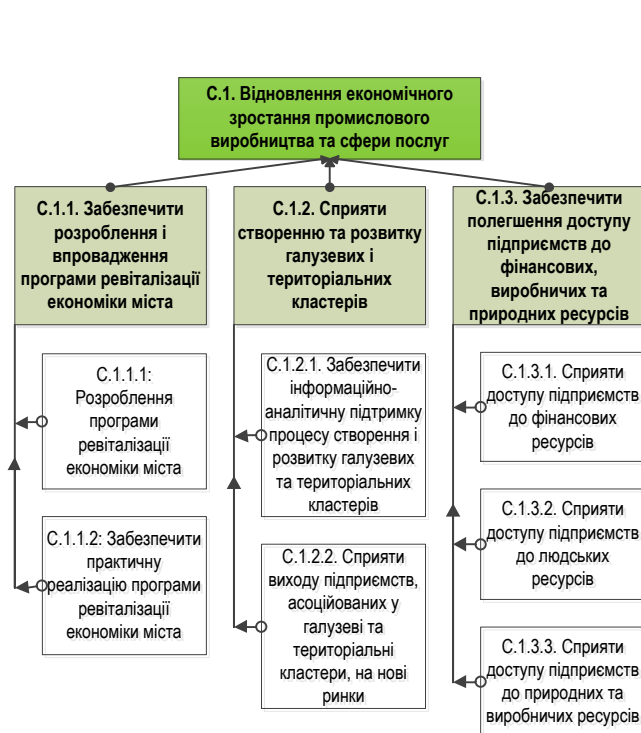 С.1. Відновлення економічного
зростання промислового
виробництва та сфери послуг
С.1.1. Забезпечити
розроблення і
впровадження
програми ревіталізації
економіки міста
С.1.2. Сприяти
створенню та розвитку
галузевих і
територіальних
кластерів
С.1.3. Забезпечити
полегшення доступу
підприємств до
фінансових,
виробничих та
природних ресурсів
С.1.1.1:
Розроблення
програми
ревіталізації
економіки міста
С.1.1.2: Забезпечити
практичну
реалізацію програми
ревіталізації
економіки міста
С.1.2.1. Забезпечити
інформаційно-
аналітичну підтримку
процесу створення і
розвитку галузевих
та територіальних
кластерів
С.1.2.2. Сприяти
виходу підприємств,
асоційованих у
галузеві та
територіальні
кластери, на нові
ринки
С.1.3.1. Сприяти
доступу підприємств
до фінансових
ресурсів
С.1.3.2. Сприяти
доступу підприємств
до людських
ресурсів
С.1.3.3. Сприяти
доступу підприємств
до природних та
виробничих ресурсів